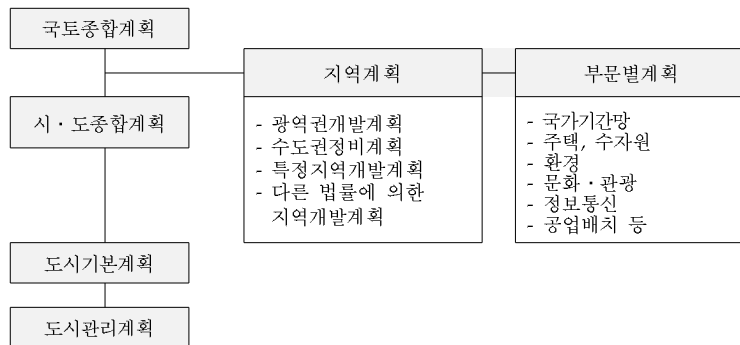 국토종합계획
시·도종합계획
도시기본계획
도시관리계획
지역계획
- 광역권개발계획
- 수도권정비계획
- 특정지역개발계획
- 다른 법률에 의한
지역개발계획
부문별계획
- 국가기간망
- 주택, 수자원
- 환경
- 문화·관광
- 정보통신
- 공업배치 등